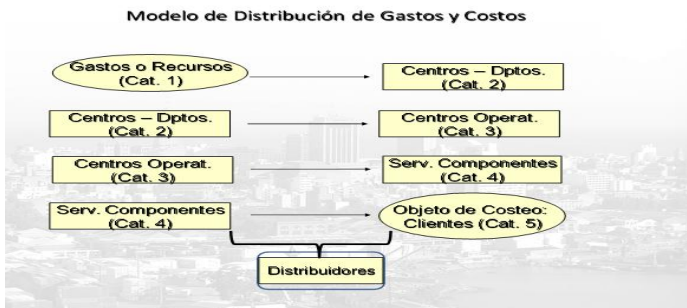 Modelo de Distribución de Gastos y Costos
Gastos o Recursos
(Cat. 1)
Centros – Dptos.
(Cat. 2)
Centros – Dptos.
(Cat. 2)
Centros Operat.
(Cat. 3)
Centros Operat.
(Cat. 3)
Serv. Componentes
(Cat. 4)
Serv. Componentes
(Cat. 4)
Objeto de Costeo:
Clientes (Cat. 5)
Distribuidores